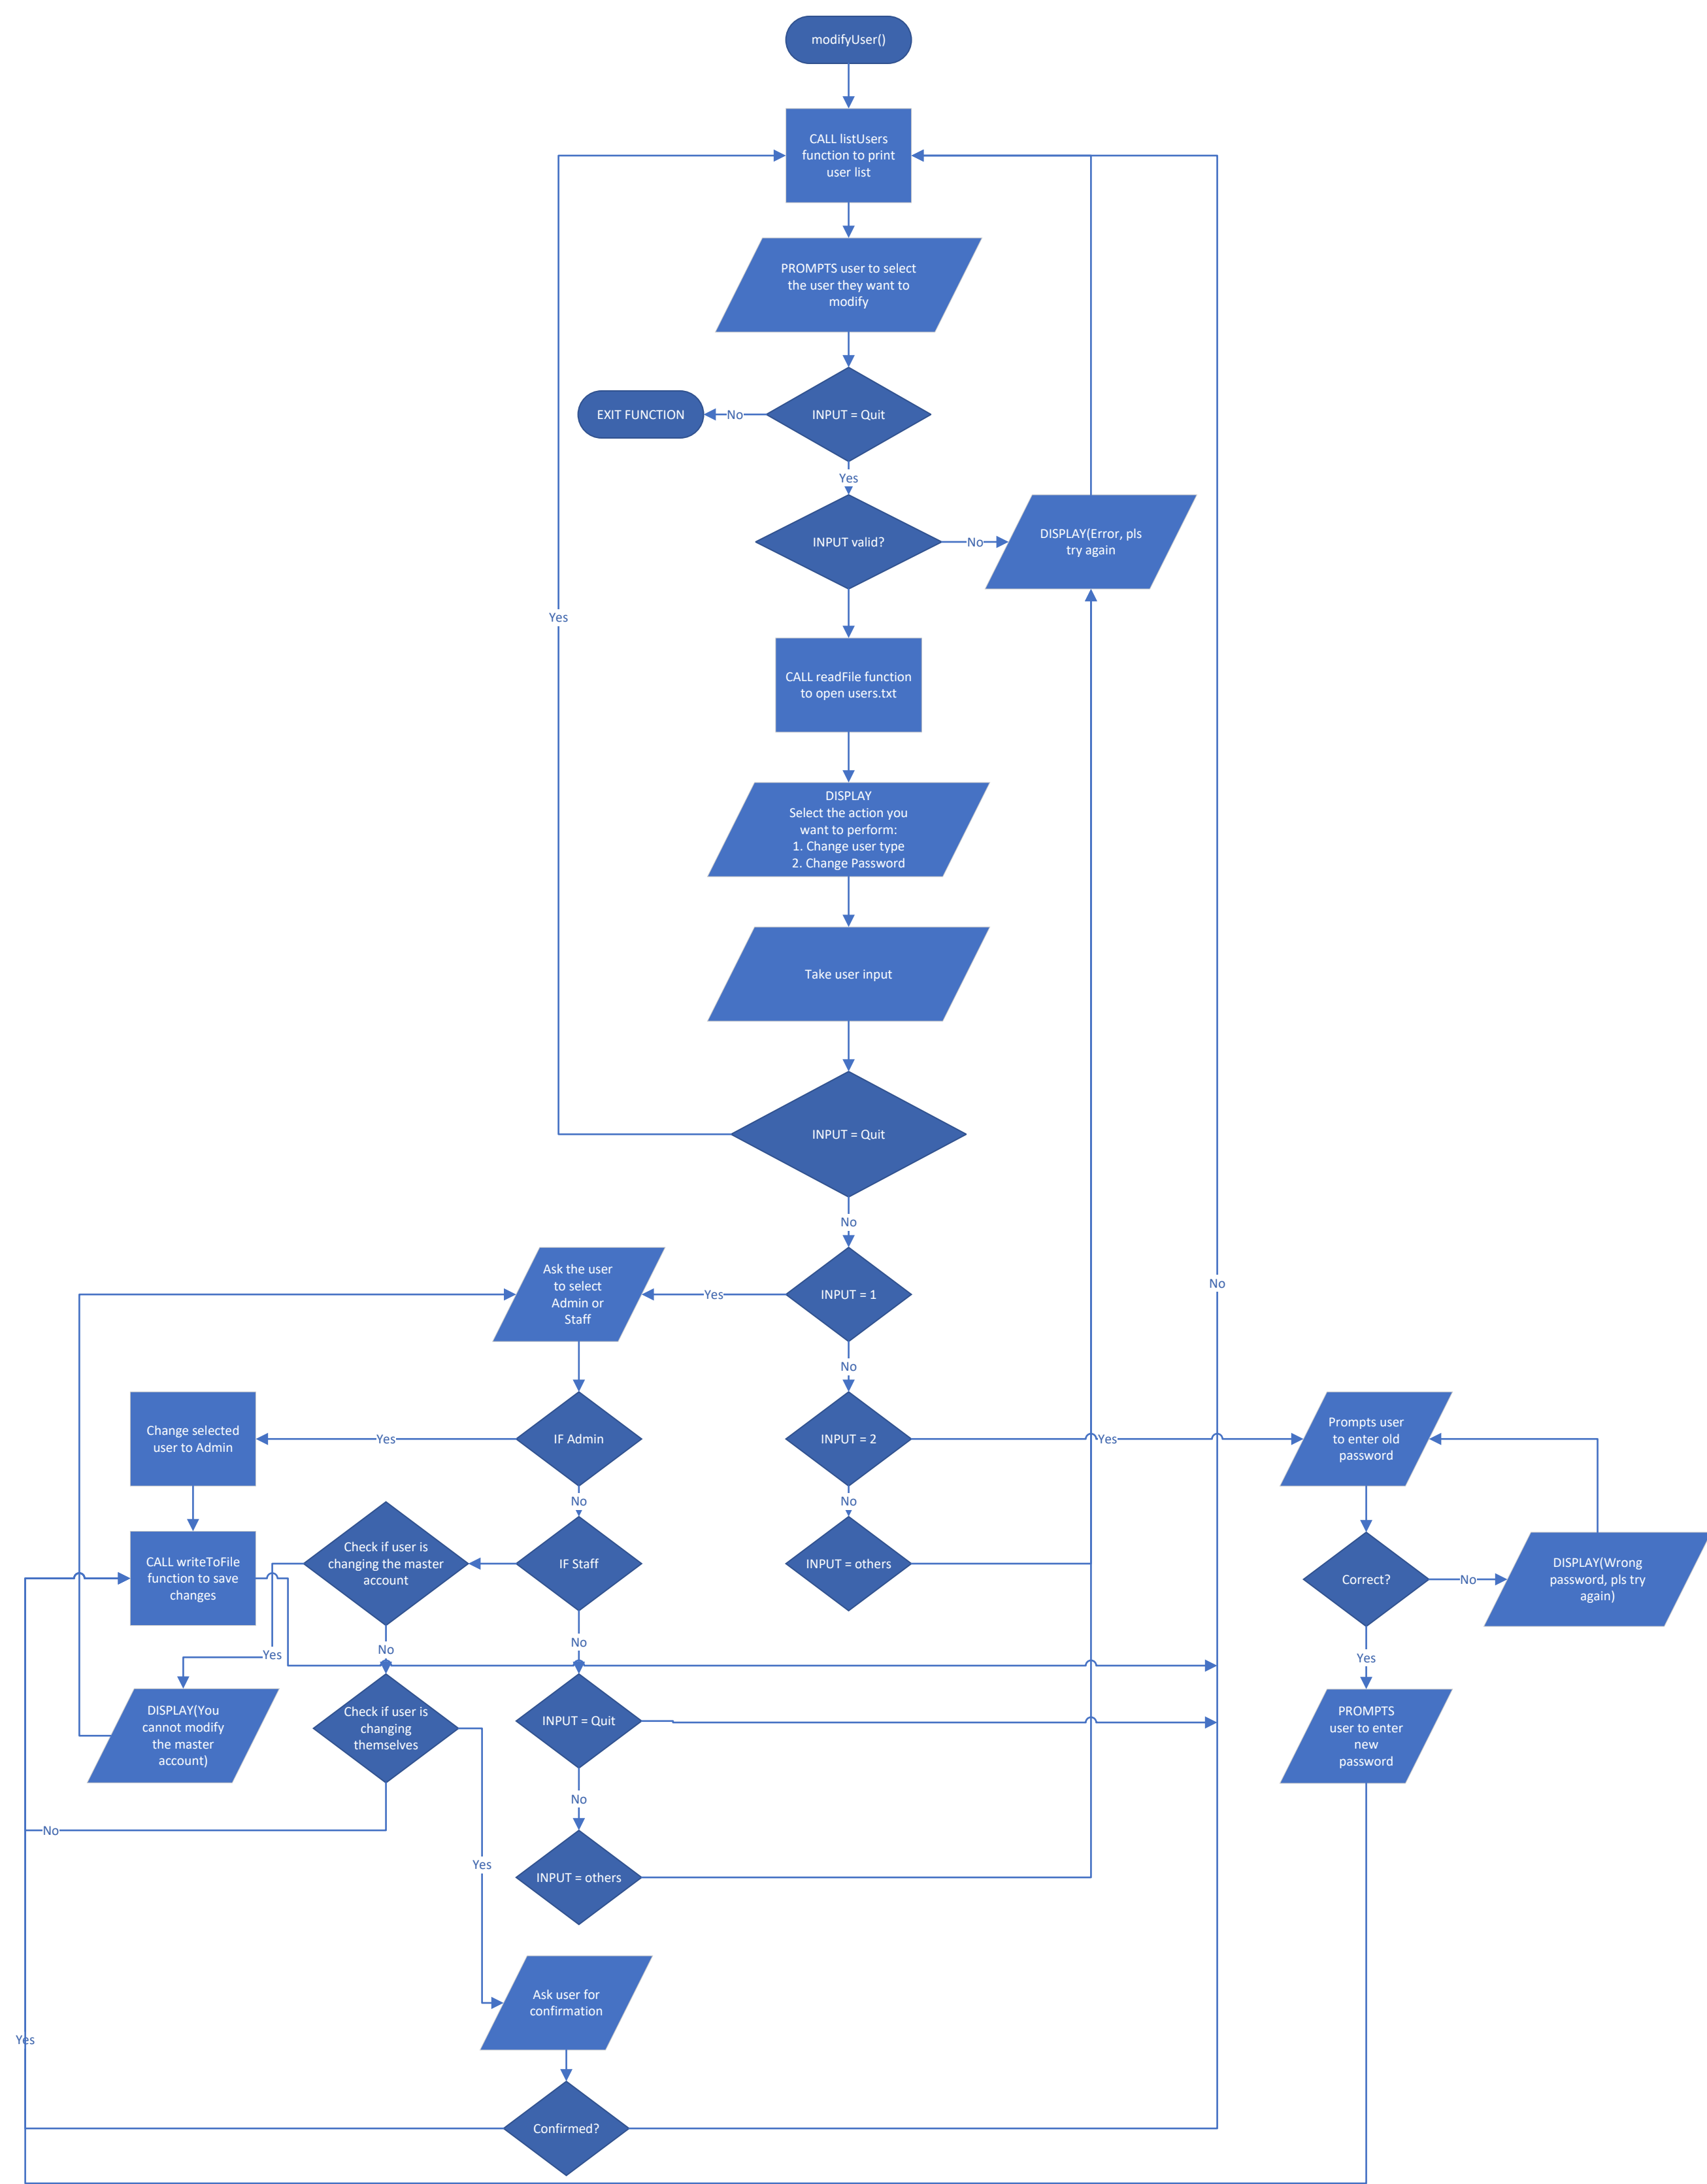 modifyUser()
CALL listUsers
function to print
user list
PROMPTS user to select
the user they want to
modify
EXIT FUNCTION
No
INPUT = Quit
Yes
INPUT valid?
No
DISPLAY(Error, pls
try again
Yes
CALL readFile function
to open users.txt
DISPLAY
Select the action you
want to perform:
1. Change user type
2. Change Password
Take user input
INPUT = Quit
No
Ask the user
to select
Admin or
Staff
Yes
INPUT = 1
No
No
Change selected
user to Admin
Yes
IF Admin
INPUT = 2
Yes
Prompts user
to enter old
password
No
No
CALL writeToFile
function to save
changes
Check if user is
changing the master
account
IF Staff
INPUT = others
Correct?
No
DISPLAY(Wrong
password, pls try
again)
Yes
No
No
Yes
DISPLAY(You
cannot modify
the master
account)
Check if user is
changing
themselves
INPUT = Quit
PROMPTS
user to enter
new
password
No
No
Yes
INPUT = others
Ask user for
confirmation
Yes
Confirmed?